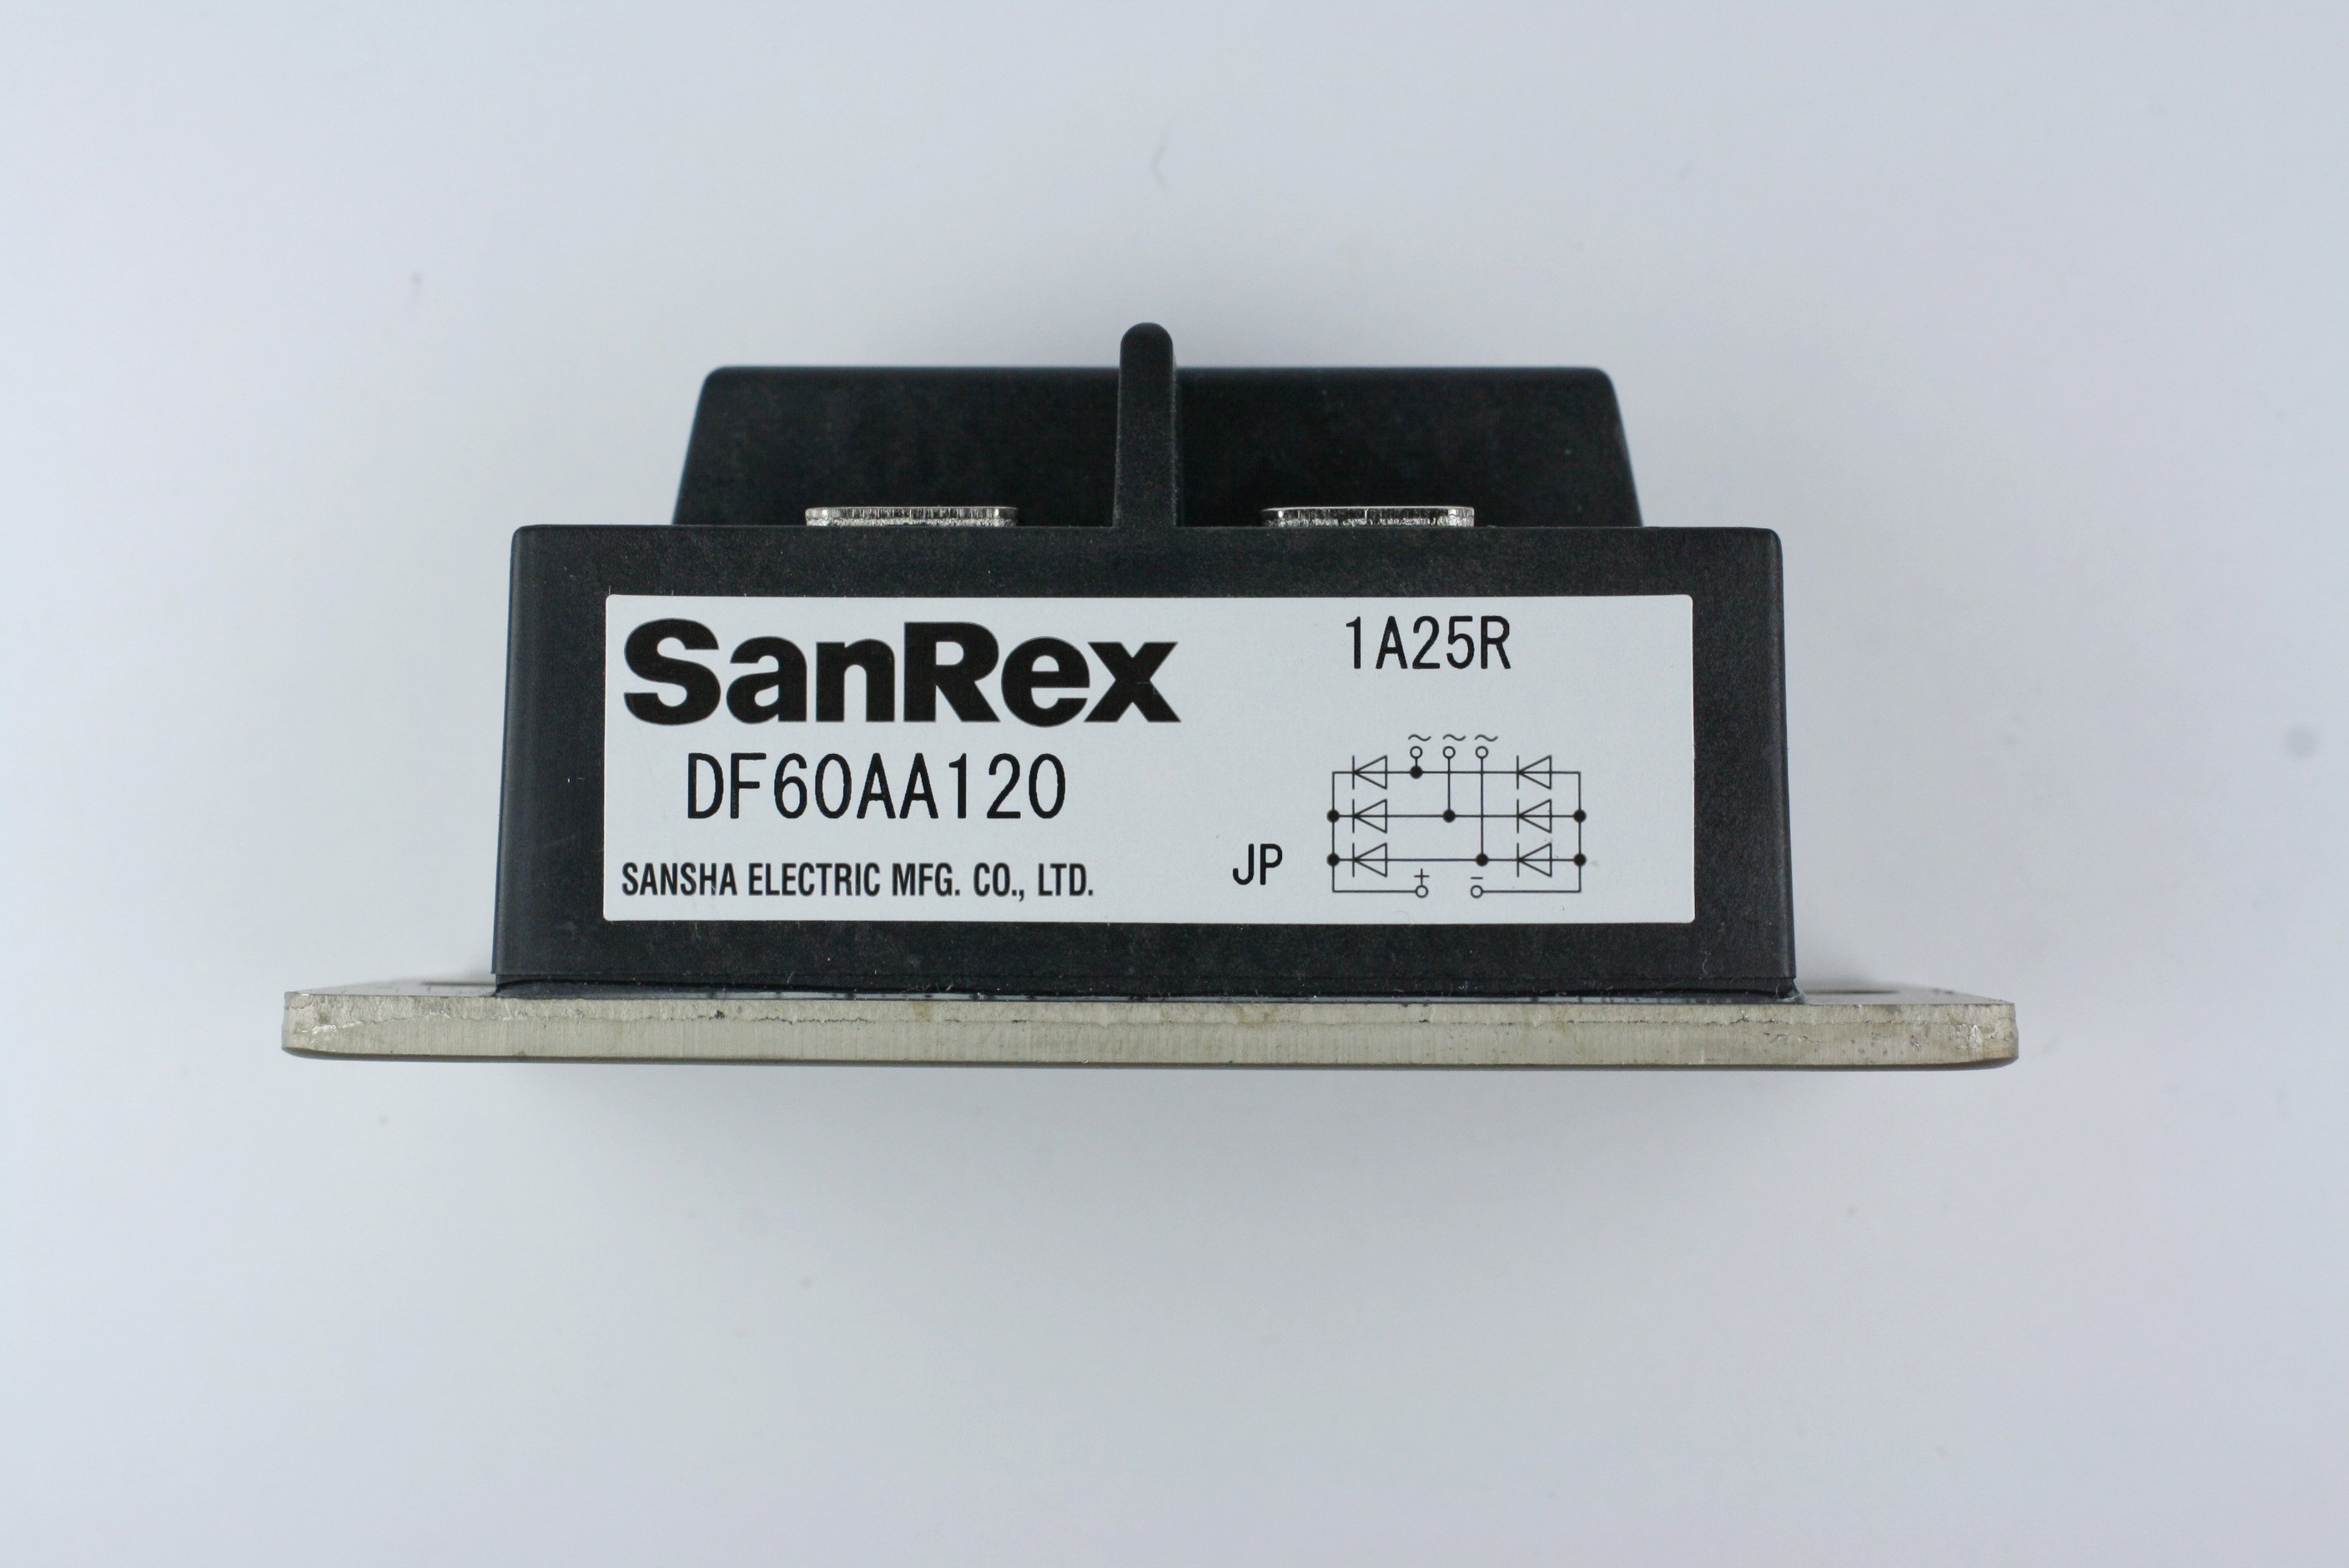 SanRex
1A25R
DF60AA120
~ ~ ~
JP
+ -
SANSHA ELECTRIC MFG. CO., LTD.